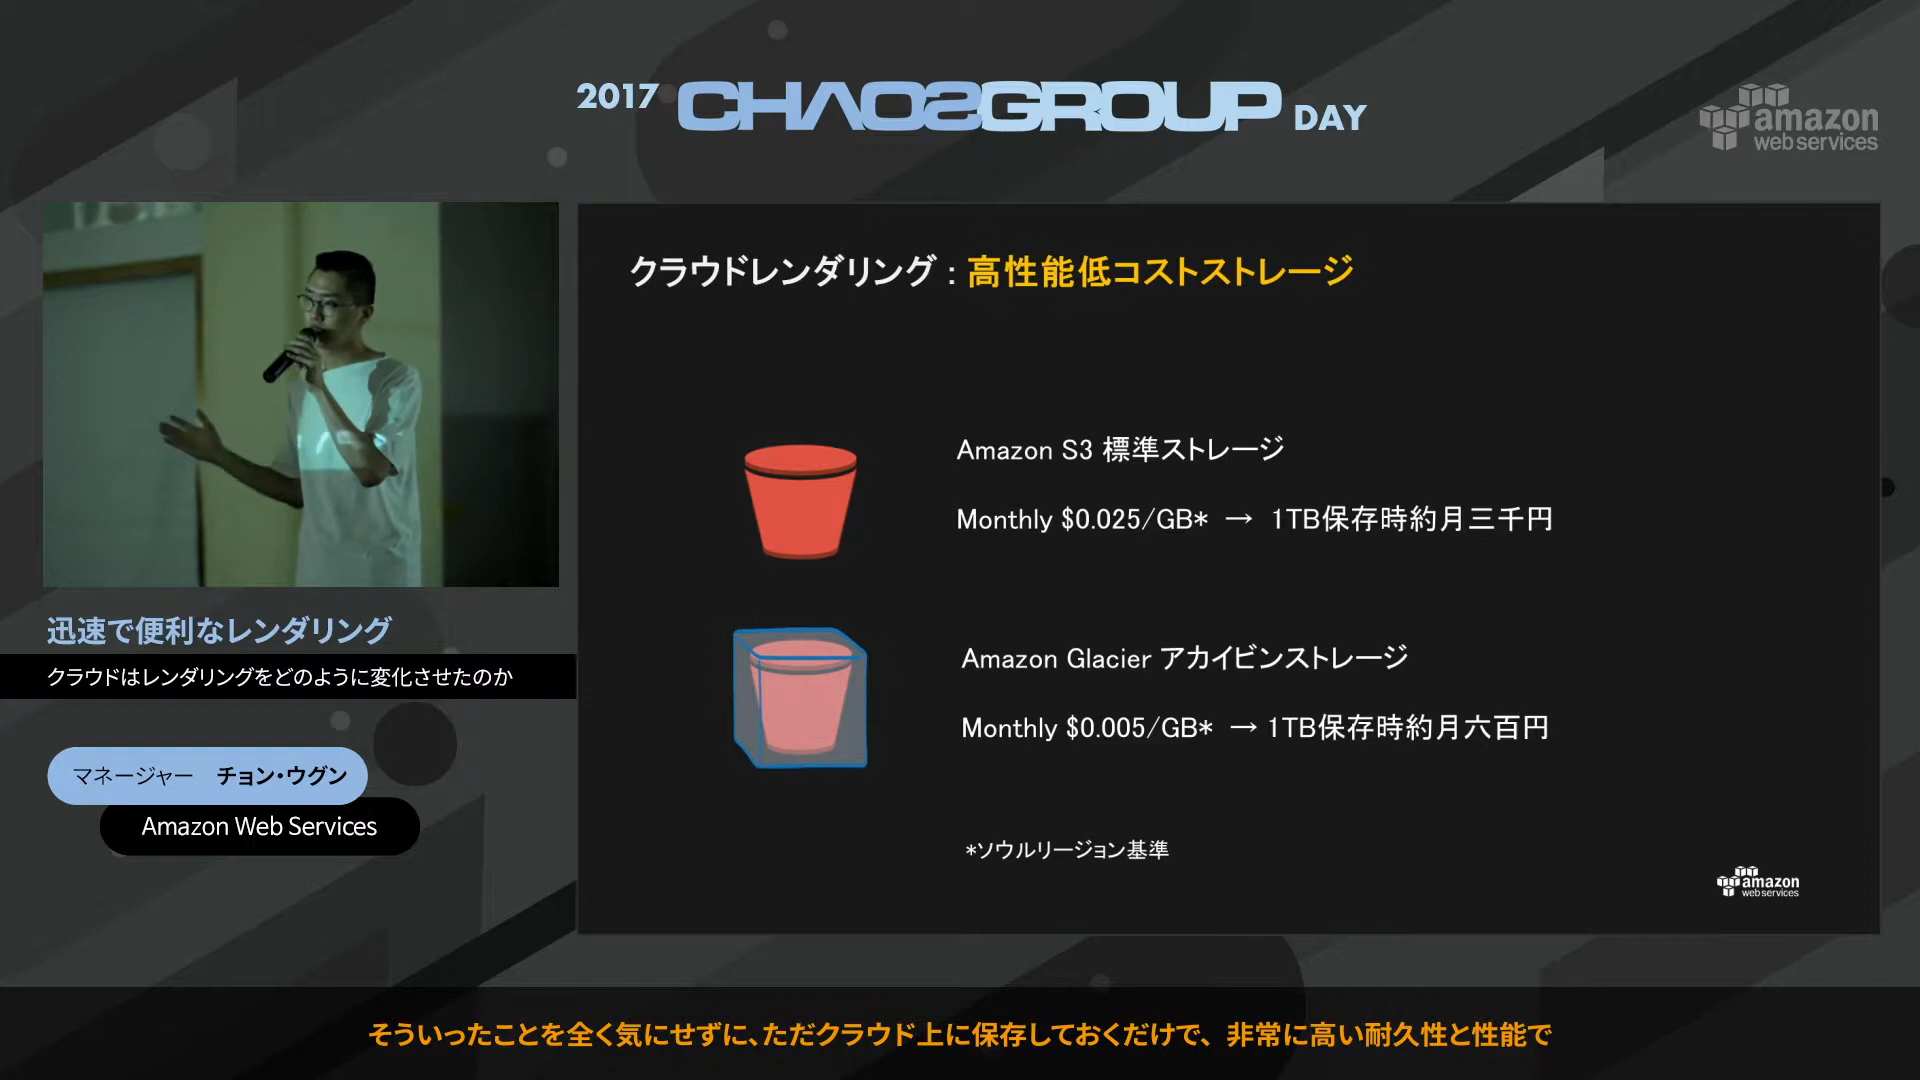 2017 CHAOSGROUP DAY
amazon
web services
クラウドレンダリング : 高性能低コストストレージ
Amazon S3 標準ストレージ
Monthly $0.025/GB* → 1TB保存時約月三千円
Amazon Glacier アカイビンストレージ
Monthly $0.005/GB* → 1TB保存時約月六百円
*ソウルリージョン基準
amazon
web services
迅速で便利なレンダリング
クラウドはレンダリングをどのように変化させたのか
マネージャー チョン・ウグン
Amazon Web Services
そういったことを全く気にせずに、ただクラウド上に保存しておくだけで、非常に高い耐久性と性能で